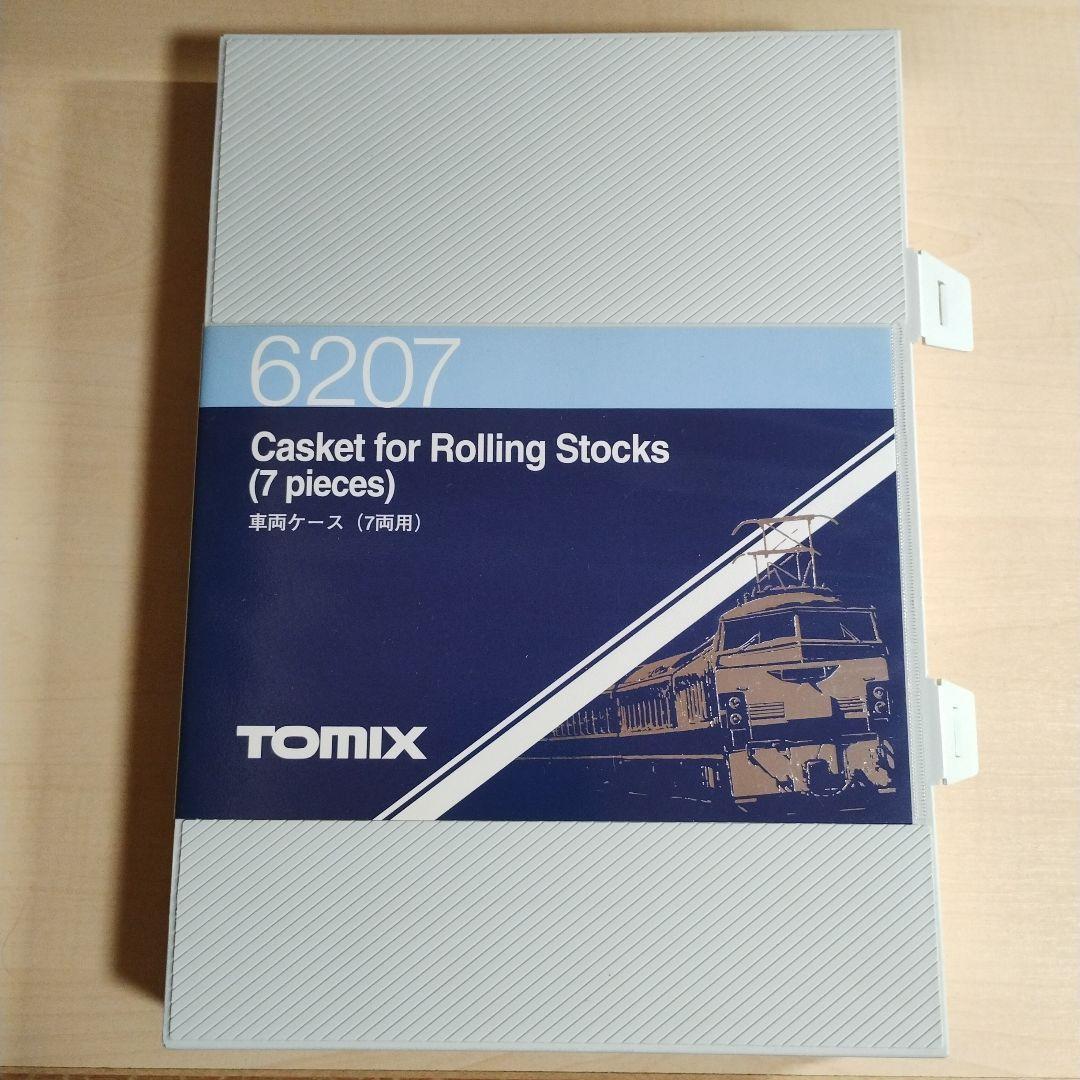 6207
Casket for Rolling Stocks
(7 pieces)
車両ケース（7両用）
TOMIX